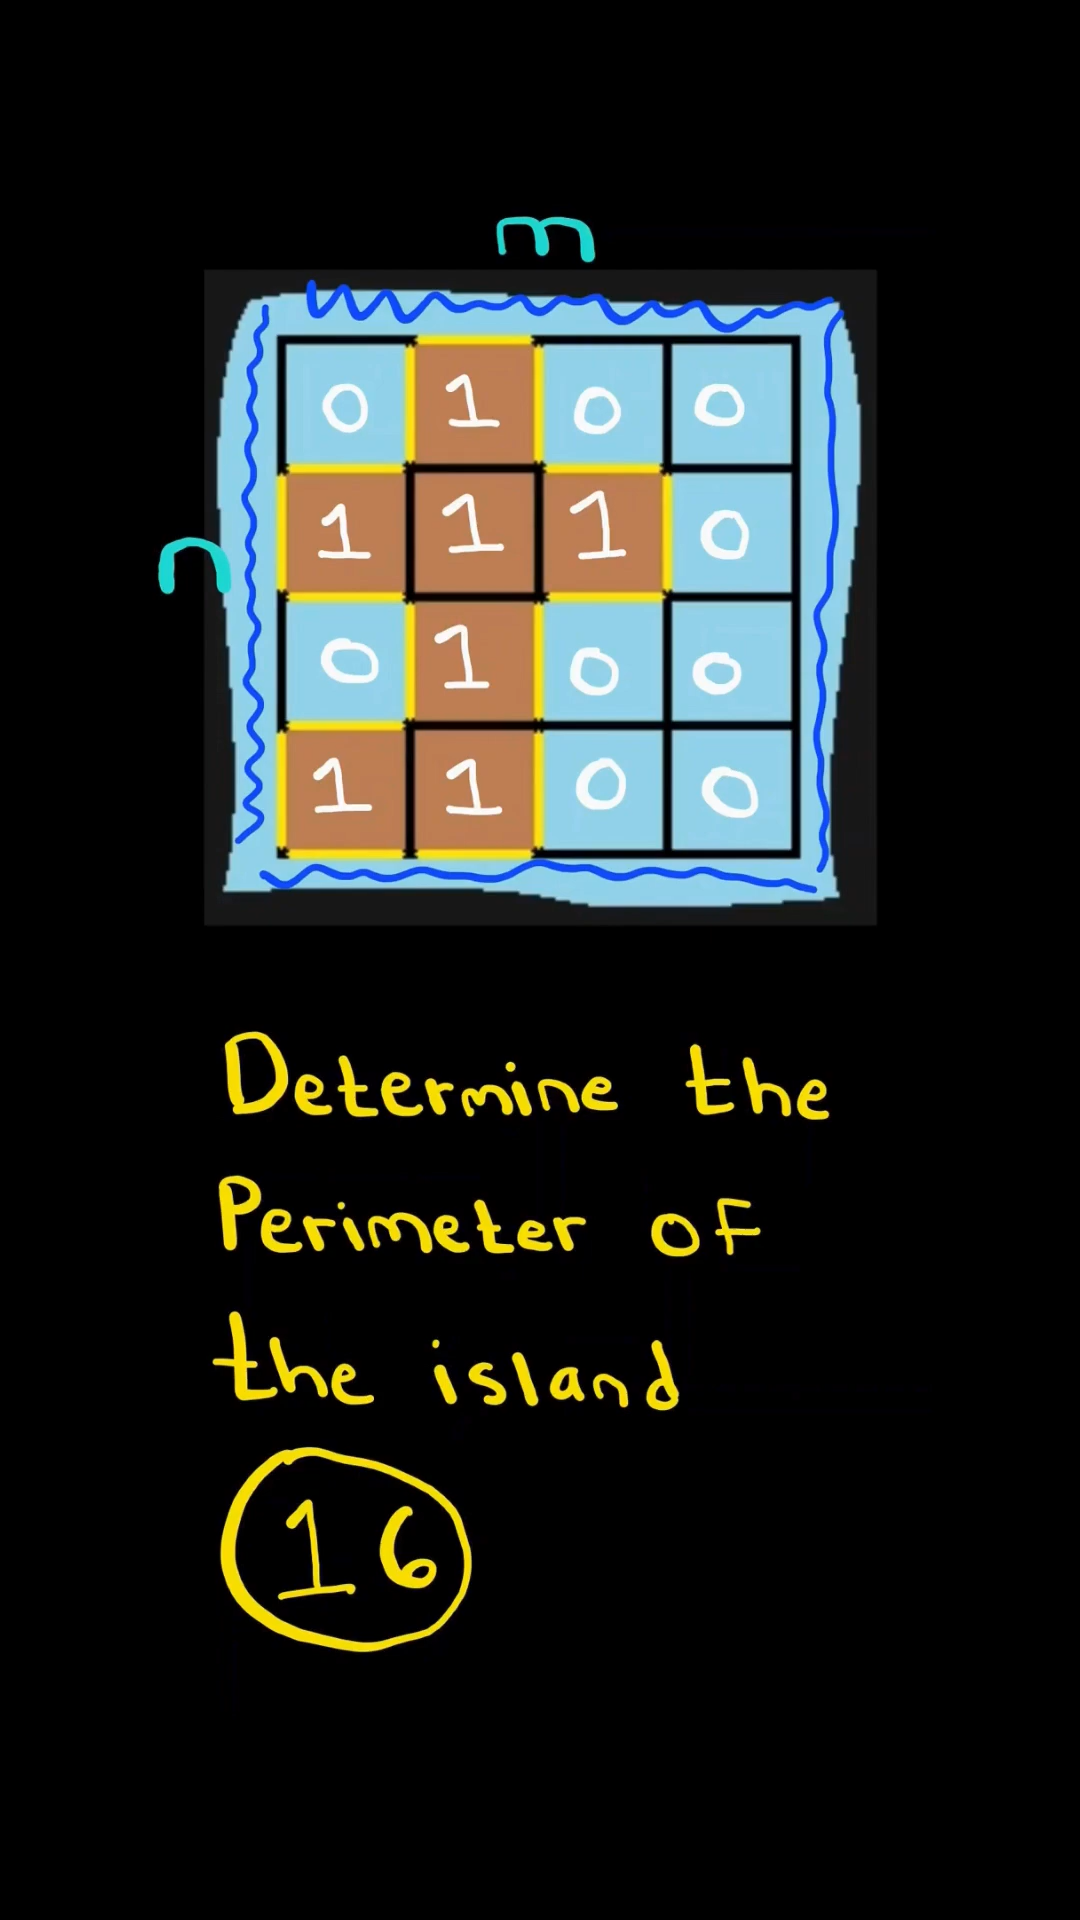 m
n
0 1 0 0
1 1 1 0
0 1 0 0
1 1 0 0
Determine the
Perimeter of
the island
16